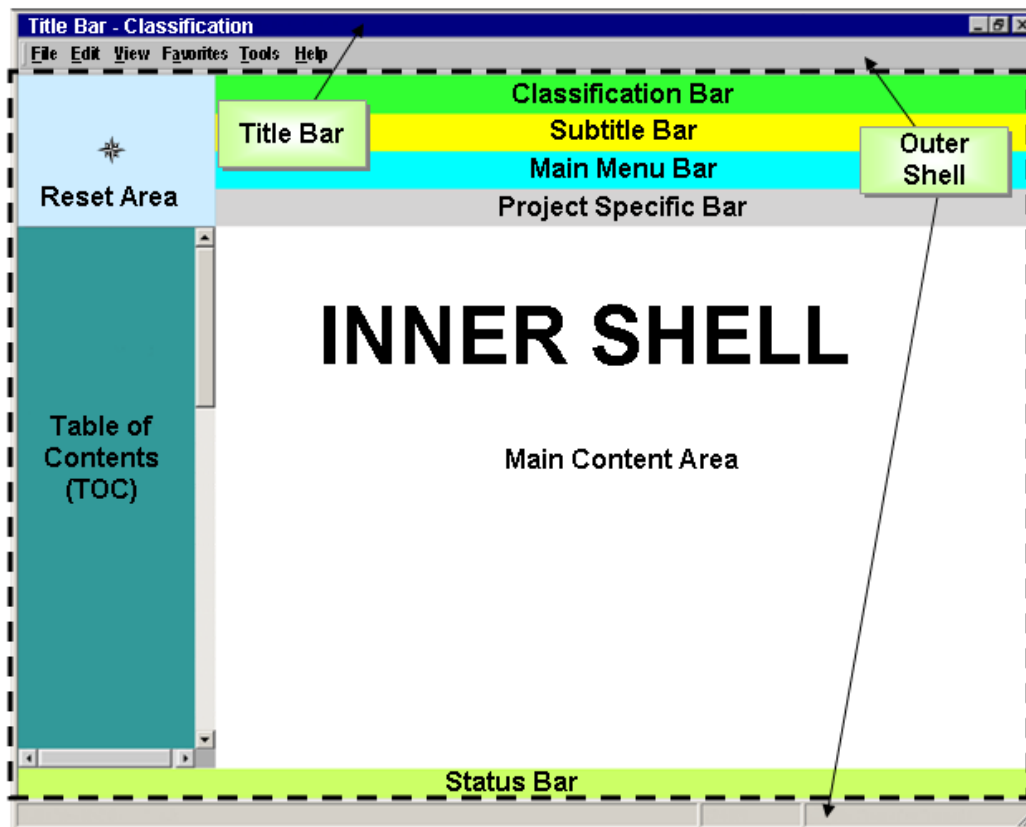 Title Bar - Classification
File Edit View Favorites Tools Help
Classification Bar
Subtitle Bar
Main Menu Bar
Project Specific Bar
Title Bar
Outer
Shell
Reset Area
INNER SHELL
Table of
Contents
(TOC)
Main Content Area
Status Bar